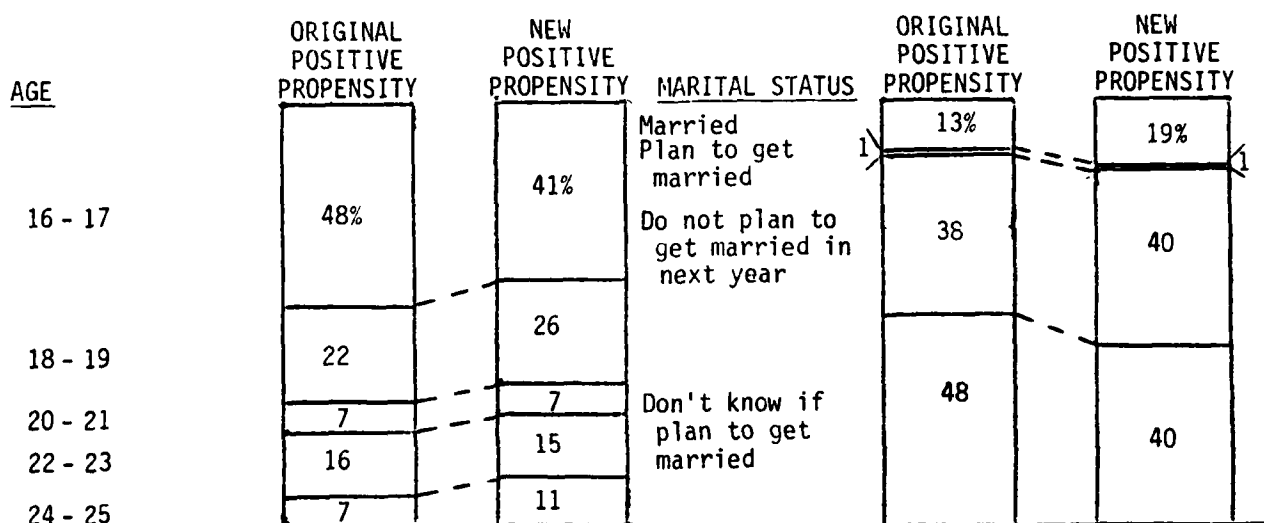 ORIGINAL POSITIVE PROPENSITY
NEW POSITIVE PROPENSITY
AGE
48%
41%
16 - 17
22
26
18 - 19
7
7
20 - 21
16
15
22 - 23
7
11
24 - 25
ORIGINAL POSITIVE PROPENSITY
NEW POSITIVE PROPENSITY
MARITAL STATUS
Married
13%
19%
Plan to get
married
1
1
Do not plan to
get married in
next year
38
40
Don't know if
plan to get
married
48
40